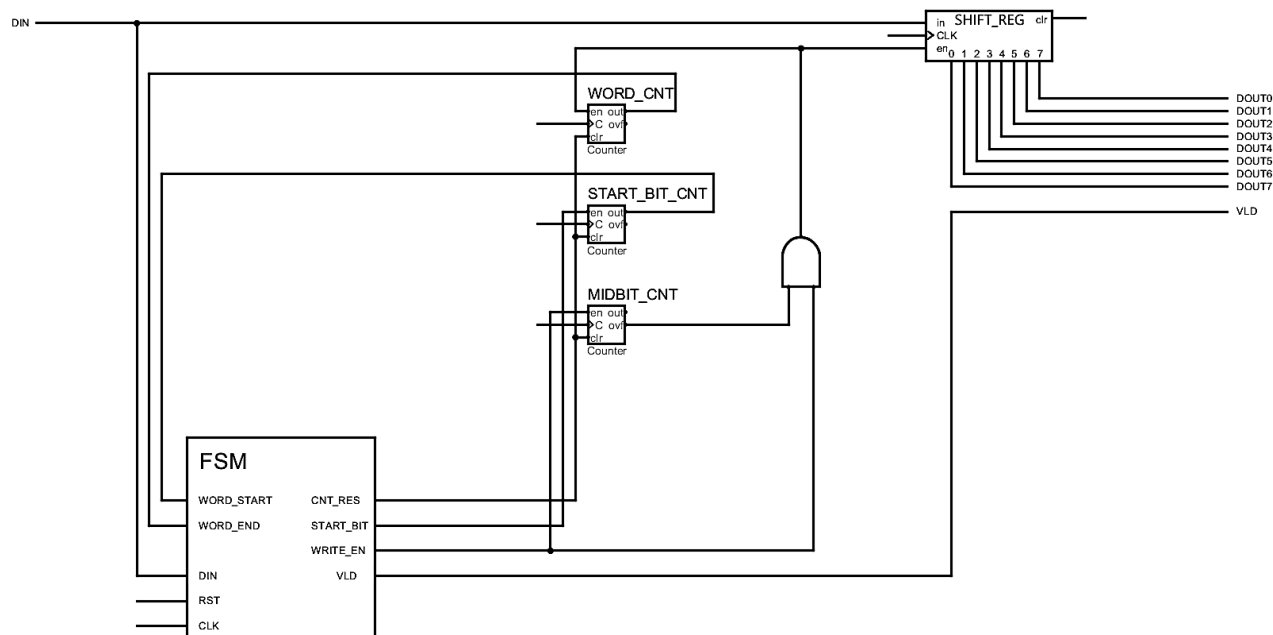 DIN
in SHIFT_REG clr
CLK
en 0 1 2 3 4 5 6 7
WORD_CNT
en out
C ovf
clr
Counter
DOUT0
DOUT1
DOUT2
DOUT3
DOUT4
DOUT5
DOUT6
DOUT7
VLD
START_BIT_CNT
en out
C ovf
clr
Counter
MIDBIT_CNT
en out
C ovf
clr
Counter
FSM
WORD_START CNT_RES
WORD_END START_BIT
WRITE_EN
DIN VLD
RST
CLK